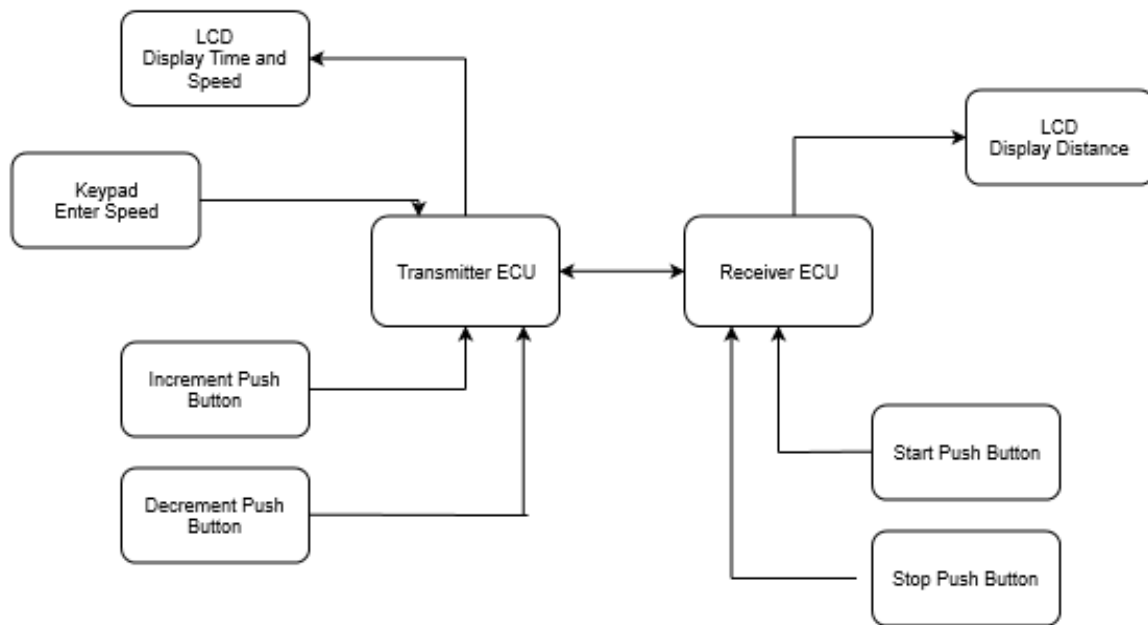 LCD
Display Time and
Speed
LCD
Display Distance
Keypad
Enter Speed
Transmitter ECU
Receiver ECU
Increment Push
Button
Start Push Button
Decrement Push
Button
Stop Push Button